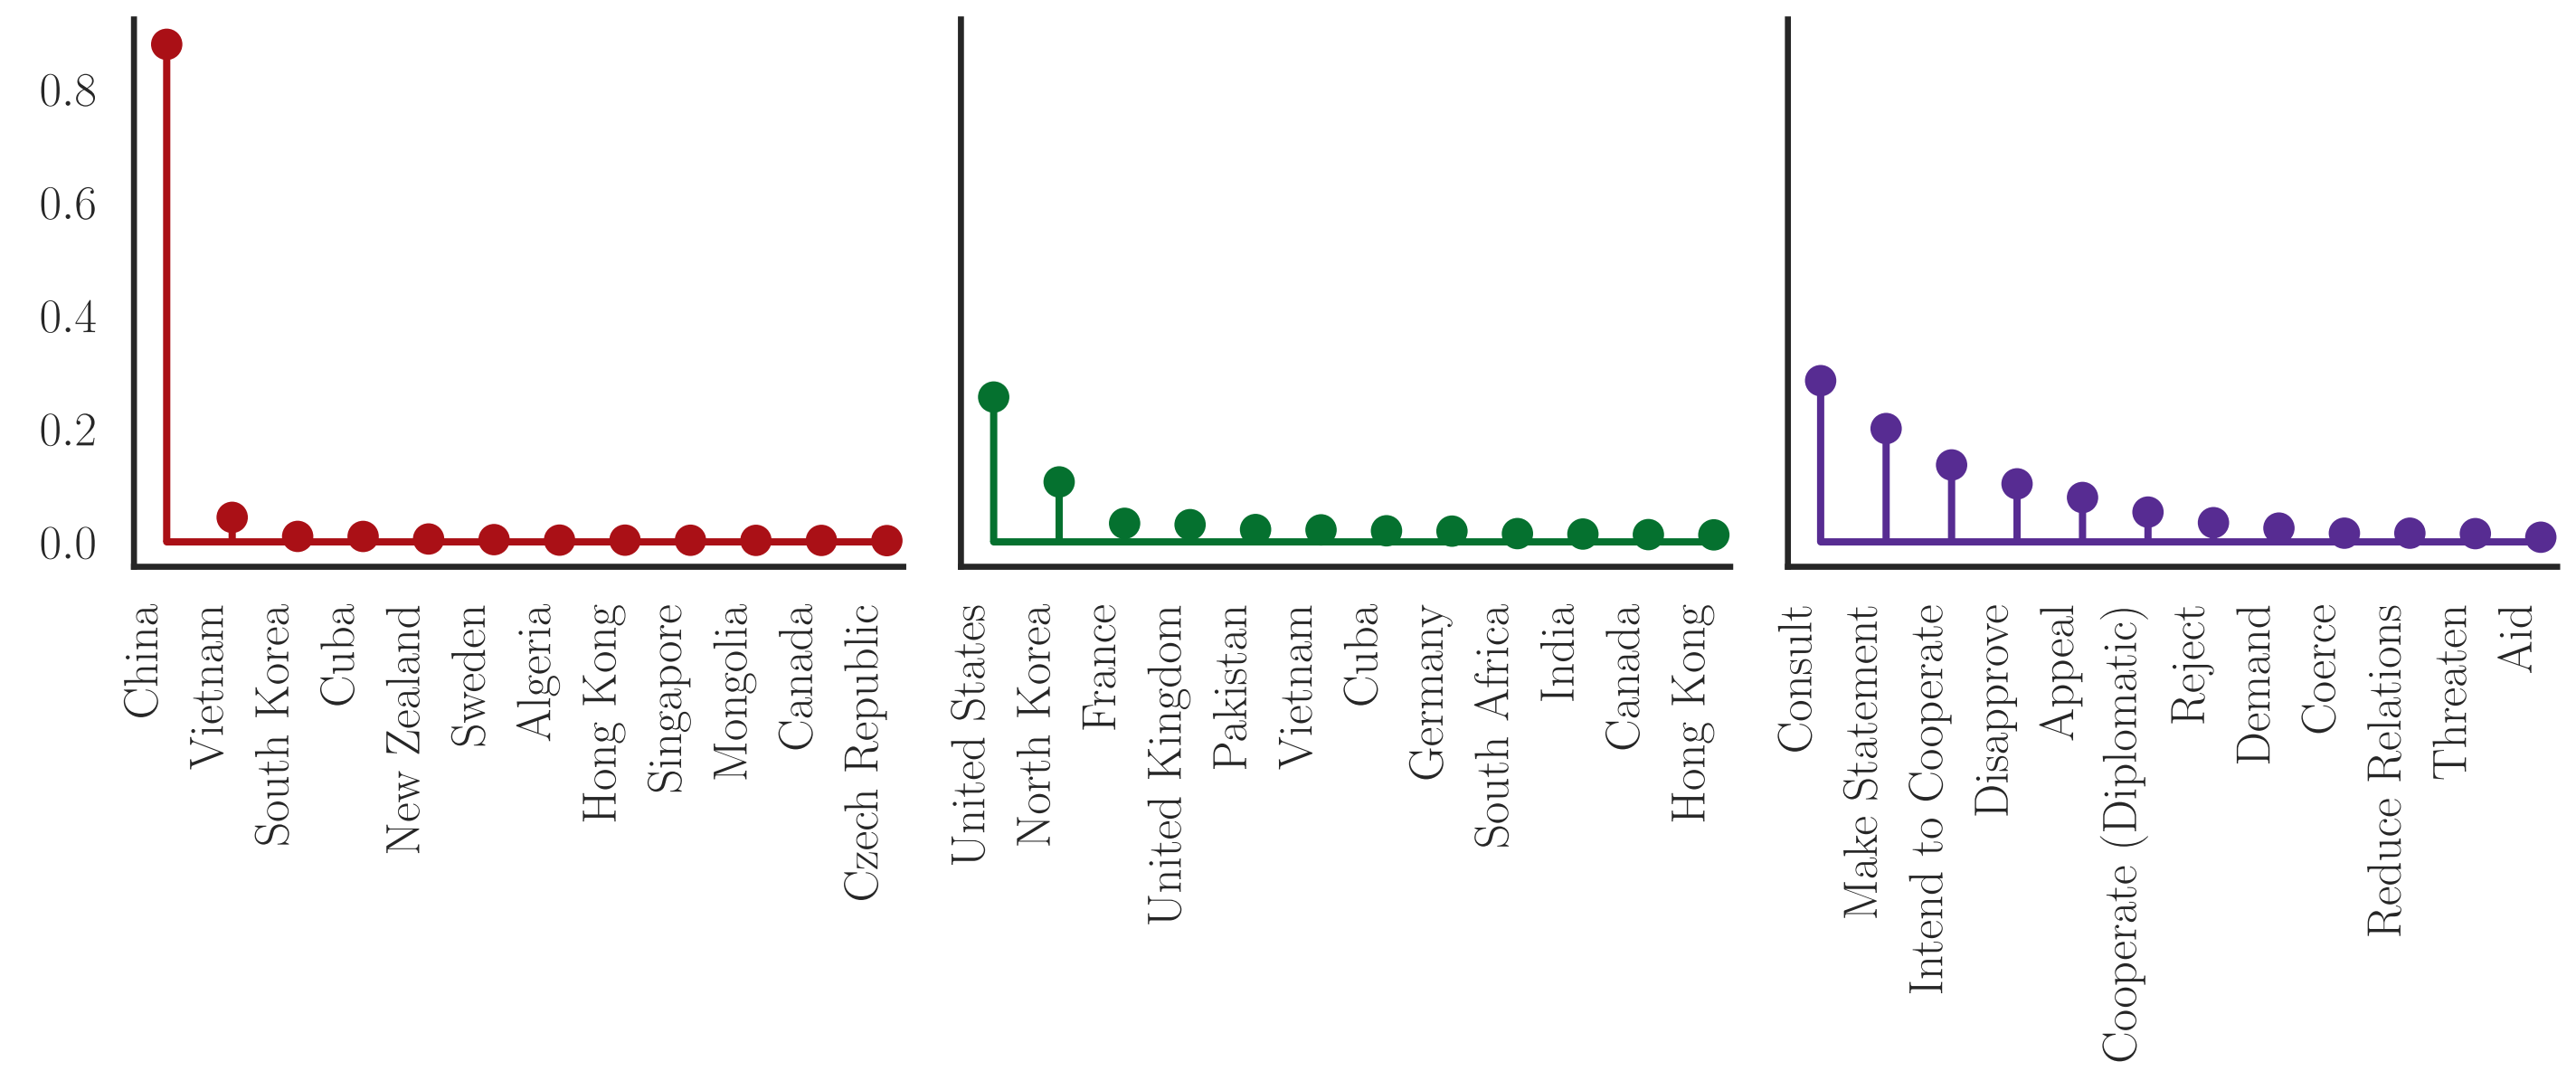 0.8
0.6
0.4
0.2
0.0
China
Vietnam
South Korea
Cuba
New Zealand
Sweden
Algeria
Hong Kong
Singapore
Mongolia
Canada
Czech Republic
United States
North Korea
France
United Kingdom
Pakistan
Vietnam
Cuba
Germany
South Africa
India
Canada
Hong Kong
Consult
Make Statement
Intend to Cooperate
Disapprove
Appeal
Cooperate (Diplomatic)
Reject
Demand
Coerce
Reduce Relations
Threaten
Aid